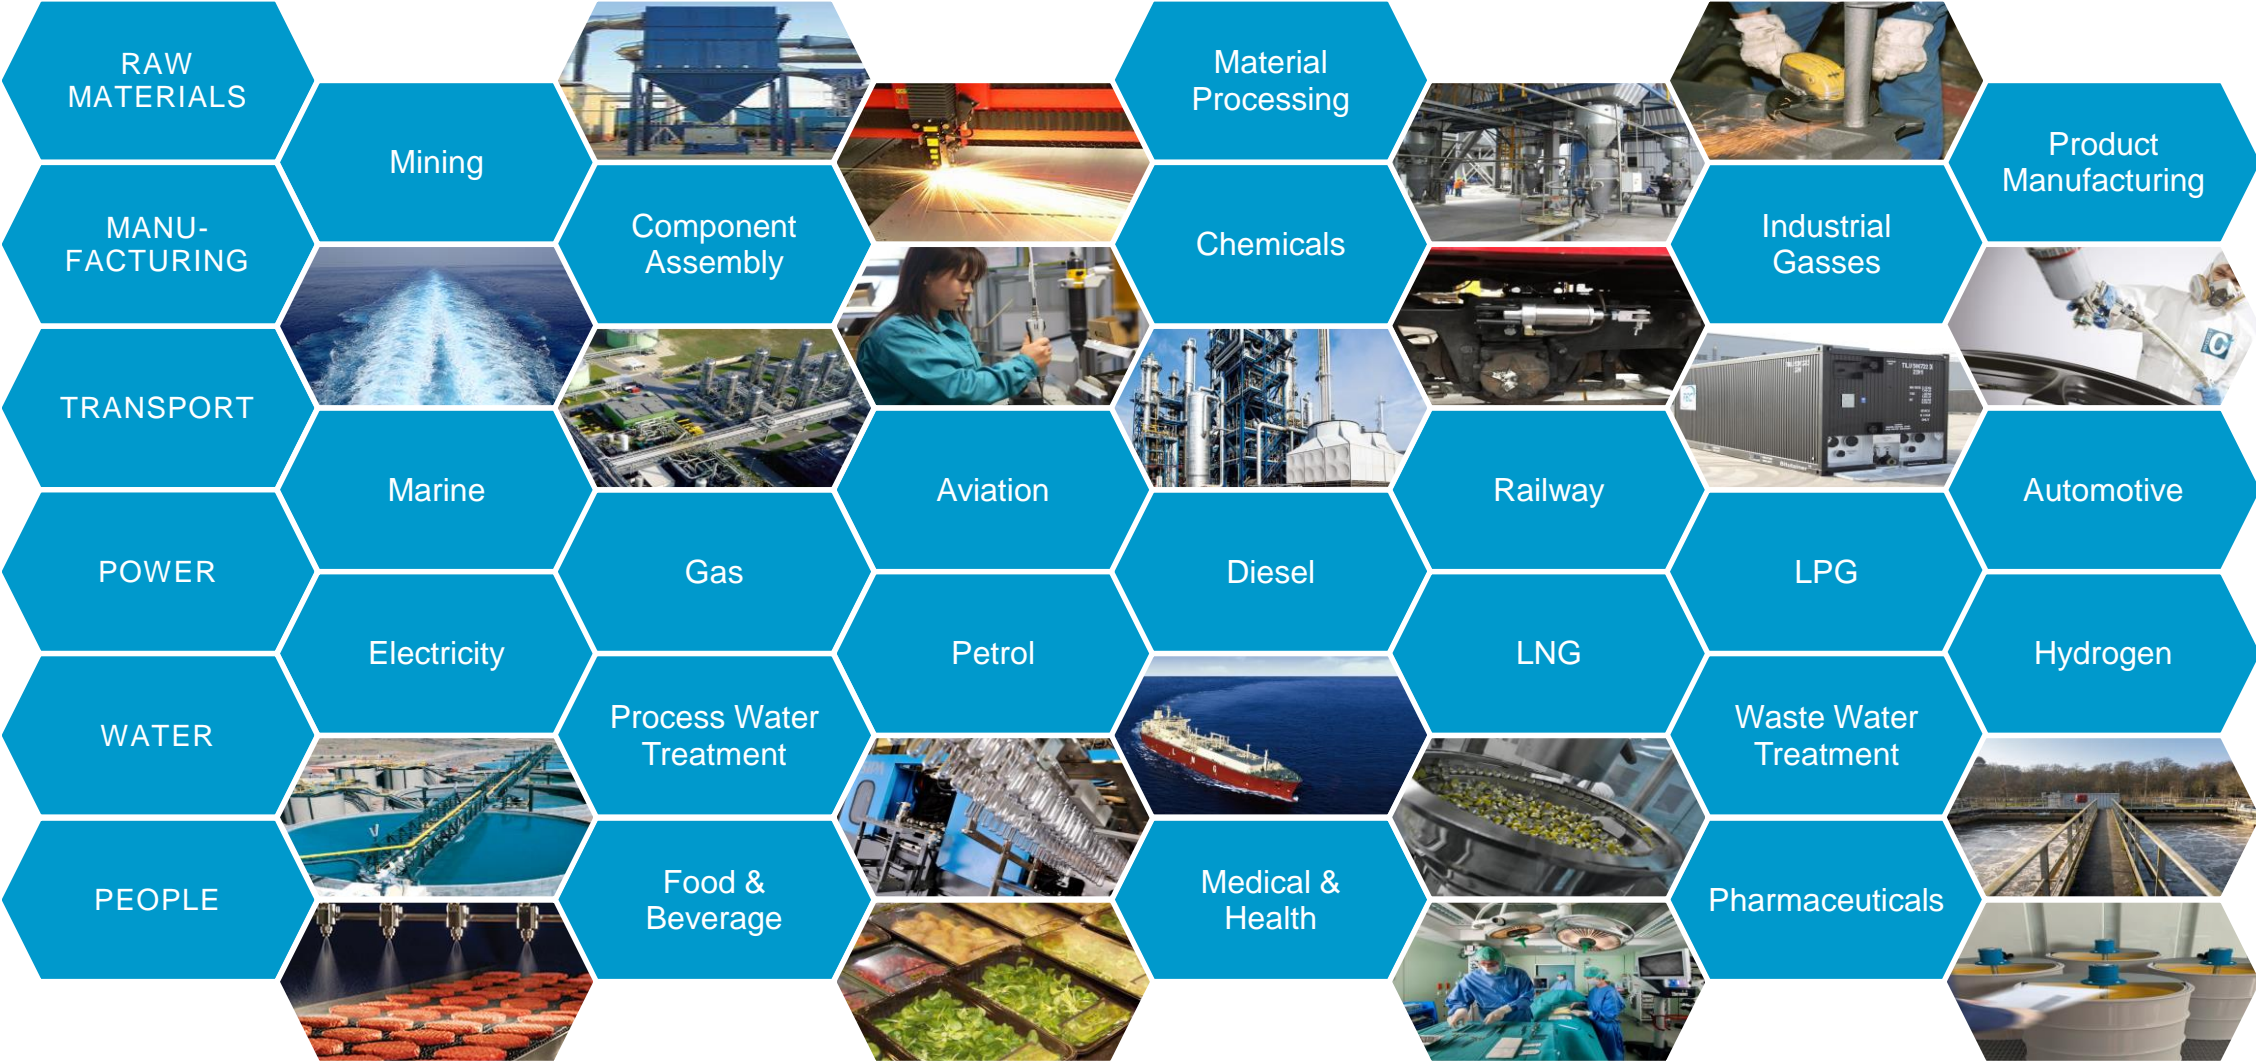 RAW
MATERIALS
Mining
Material
Processing
Product
Manufacturing
MANU-
FACTURING
Component
Assembly
Chemicals
Industrial
Gasses
TRANSPORT
Marine
Aviation
Railway
Automotive
POWER
Gas
Diesel
LPG
Electricity
Petrol
LNG
Hydrogen
WATER
Process Water
Treatment
Waste Water
Treatment
L N G
PEOPLE
Food &
Beverage
Medical &
Health
Pharmaceuticals
C